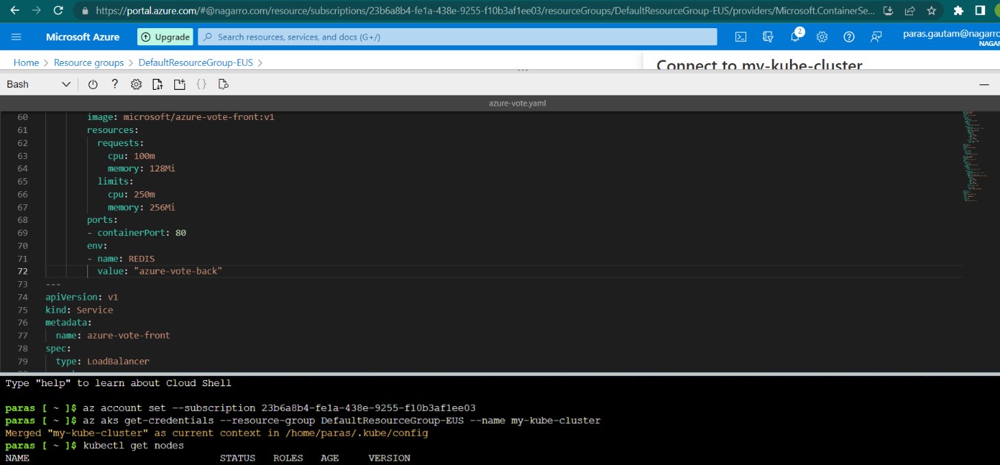 https://portal.azure.com/#@nagarro.com/resource/subscriptions/23b6a8b4-fe1a-438e-9255-f10b3af1ee03/resourceGroups/DefaultResourceGroup-EUS/providers/Microsoft.ContainerSe...
Microsoft Azure
Upgrade
Search resources, services, and docs (G+/)
2
paras.gautam@nagarro
NAGAR
Home > Resource groups > DefaultResourceGroup-EUS >
Connect to my-kube-cluster
Bash
azure-vote.yaml
60 image: microsoft/azure-vote-front:v1
61 resources:
62 requests:
63 cpu: 100m
64 memory: 128Mi
65 limits:
66 cpu: 250m
67 memory: 256Mi
68 ports:
69 - containerPort: 80
70 env:
71 - name: REDIS
72 value: "azure-vote-back"
73 ---
74 apiVersion: v1
75 kind: Service
76 metadata:
77 name: azure-vote-front
78 spec:
79 type: LoadBalancer
Type "help" to learn about Cloud Shell
paras [ ~ ]$ az account set --subscription 23b6a8b4-fe1a-438e-9255-f10b3af1ee03
paras [ ~ ]$ az aks get-credentials --resource-group DefaultResourceGroup-EUS --name my-kube-cluster
Merged "my-kube-cluster" as current context in /home/paras/.kube/config
paras [ ~ ]$ kubectl get nodes
NAME STATUS ROLES AGE VERSION